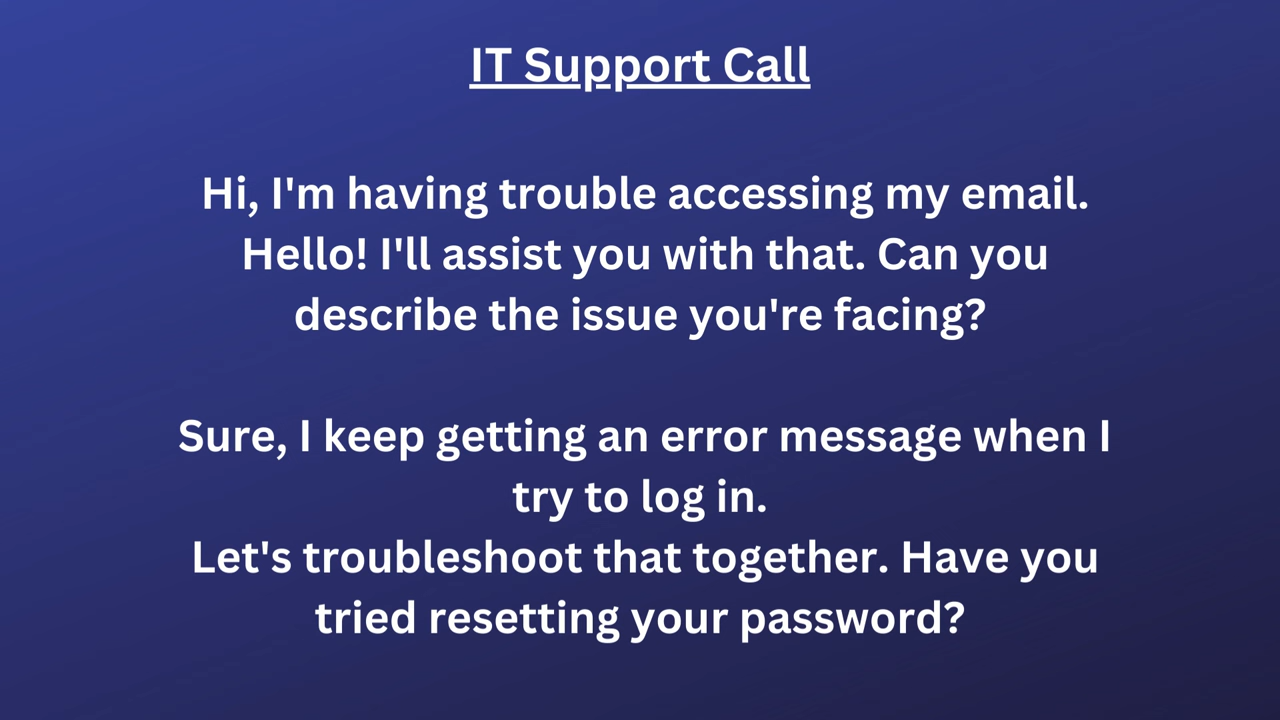 IT Support Call
Hi, I'm having trouble accessing my email.
Hello! I'll assist you with that. Can you
describe the issue you're facing?
Sure, I keep getting an error message when I
try to log in.
Let's troubleshoot that together. Have you
tried resetting your password?